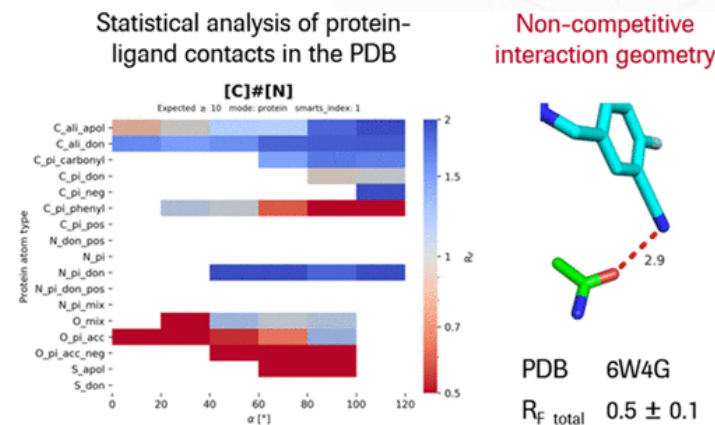 Statistical analysis of protein-
ligand contacts in the PDB
[C]#[N]
Expected ≥ 10 mode: protein smarts_index: 1
Protein atom type
C_ali_apol
C_ali_don
C_pi_carbonyl
C_pi_don
C_pi_neg
C_pi_phenyl
C_pi_pos
N_don_pos
N_pi
N_pi_don
N_pi_don_pos
N_pi_mix
O_mix
O_pi_acc
O_pi_acc_neg
S_apol
S_don
0 20 40 60 80 100 120
α [°]
2
1.5
1
0.7
0.5
R_f
Non-competitive
interaction geometry
2.9
PDB 6W4G
R_F total 0.5 ± 0.1